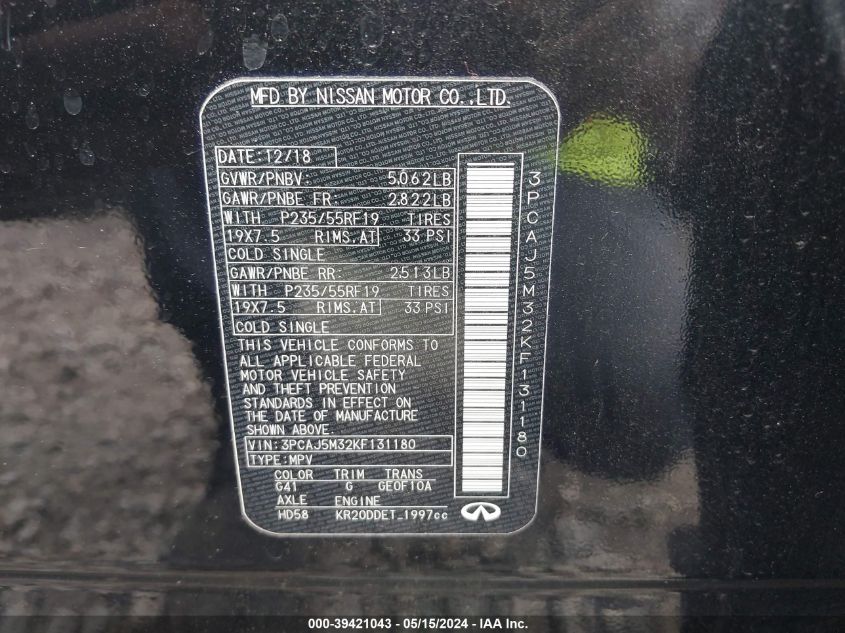 MFD BY NISSAN MOTOR CO.,LTD.
DATE:12/18
GVWR/PNBV: 5062LB
GAWR/PNBE FR: 2822LB
WITH P235/55RF19 TIRES
19X7.5 RIMS.AT 33 PSI
COLD SINGLE
GAWR/PNBE RR: 2513LB
WITH P235/55RF19 TIRES
19X7.5 RIMS.AT 33 PSI
COLD SINGLE
THIS VEHICLE CONFORMS TO
ALL APPLICABLE FEDERAL
MOTOR VEHICLE SAFETY
AND THEFT PREVENTION
STANDARDS IN EFFECT ON
THE DATE OF MANUFACTURE
SHOWN ABOVE.
VIN:3PCAJ5M32KF131180
TYPE:MPV
COLOR TRIM TRANS
G41 G GE0F10A
AXLE ENGINE
HD58 KR20DDET 1997cc
3PCAJ5M32KF131180
000-39421043 - 05/15/2024 - IAA Inc.